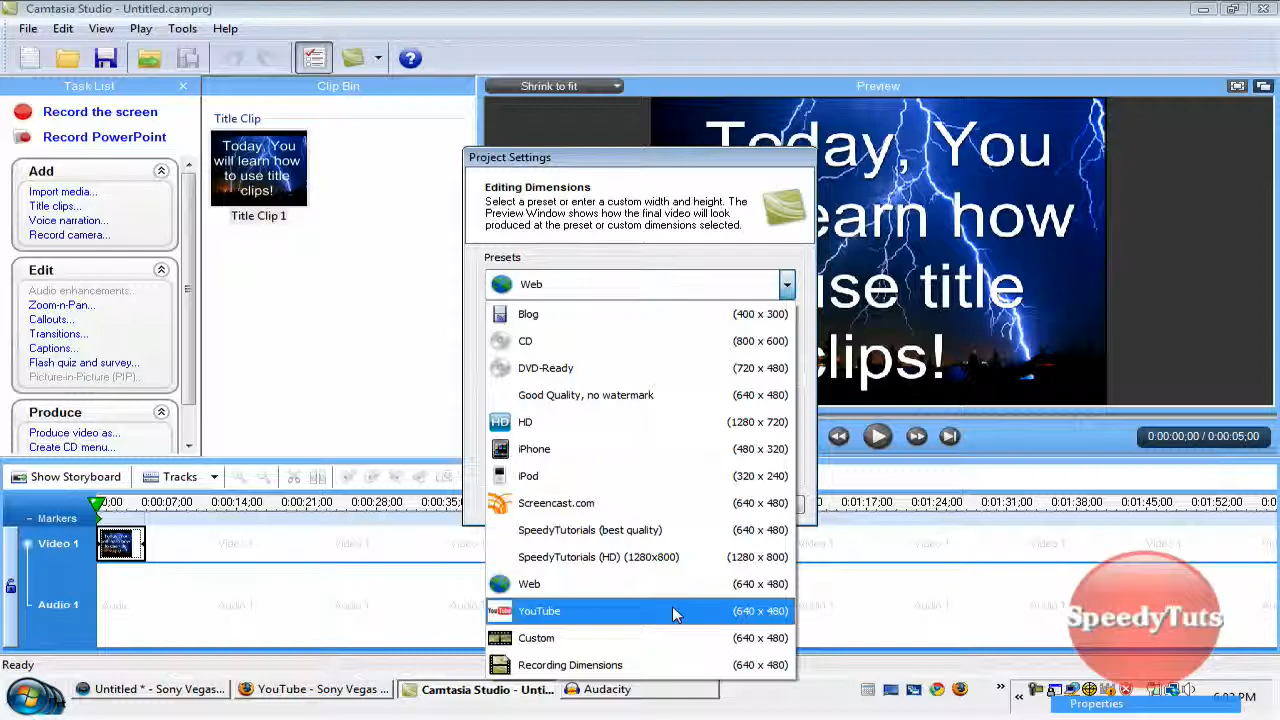 Camtasia Studio - Untitled.camproj
File Edit View Play Tools Help
Task List
Clip Bin
Shrink to fit
Preview
Record the screen
Record PowerPoint
Add
Import media...
Title clips...
Voice narration...
Record camera...
Edit
Audio enhancements...
Zoom-n-Pan...
Callouts...
Transitions...
Captions...
Flash quiz and survey...
Picture-in-Picture (PIP)...
Produce
Produce video as...
Create CD menu...
Title Clip
Today, You
will learn how
to use title
clips!
Title Clip 1
Today, You
earn how
use title
clips!
Project Settings
Editing Dimensions
Select a preset or enter a custom width and height. The
Preview Window shows how the final video will look
produced at the preset or custom dimensions selected.
Presets
Web
Blog (400 x 300)
CD (800 x 600)
DVD-Ready (720 x 480)
Good Quality, no watermark (640 x 480)
HD (1280 x 720)
iPhone (480 x 320)
iPod (320 x 240)
Screencast.com (640 x 480)
SpeedyTutorials (best quality) (640 x 480)
SpeedyTutorials (HD) (1280x800) (1280 x 800)
Web (640 x 480)
YouTube (640 x 480)
Custom (640 x 480)
Recording Dimensions (640 x 480)
0:00:00;00 / 0:00:05;00
Show Storyboard Tracks
0:00:07;00 0:00:14;00 0:00:21;00 0:00:28;00 0:01:17;00 0:01:24;00 0:01:31;00 0:01:38;00 0:01:45;00 0:01:52;00
Markers
Video 1
Audio 1
SpeedyTuts
Ready
Untitled * - Sony Vegas...
YouTube - Sony Vegas ...
Camtasia Studio - Unti...
Audacity
Properties